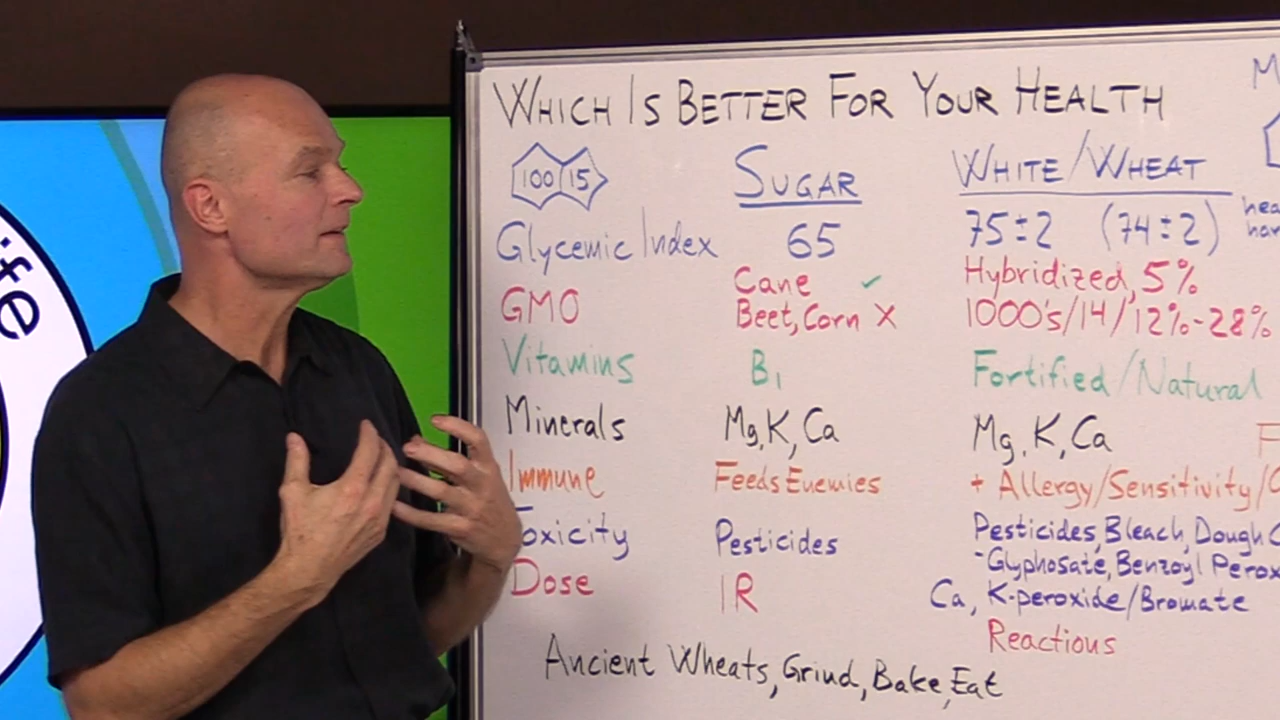 WHICH IS BETTER FOR YOUR HEALTH
100 15 SUGAR WHITE/WHEAT
Glycemic Index 65 75±2 (74±2)
GMO Cane ✓ Hybridized, 5%
Beet, Corn X 1000's/14/12%-28%
Vitamins B₁ Fortified/Natural
Minerals Mg, K, Ca Mg, K, Ca
Immune Feeds Enemies + Allergy/Sensitivity/
Toxicity Pesticides Pesticides, Bleach, Dough
-Glyphosate, Benzoyl Perox
Dose IR Ca, K-peroxide/Bromate
Reactions
Ancient Wheats, Grind, Bake, Eat
ife